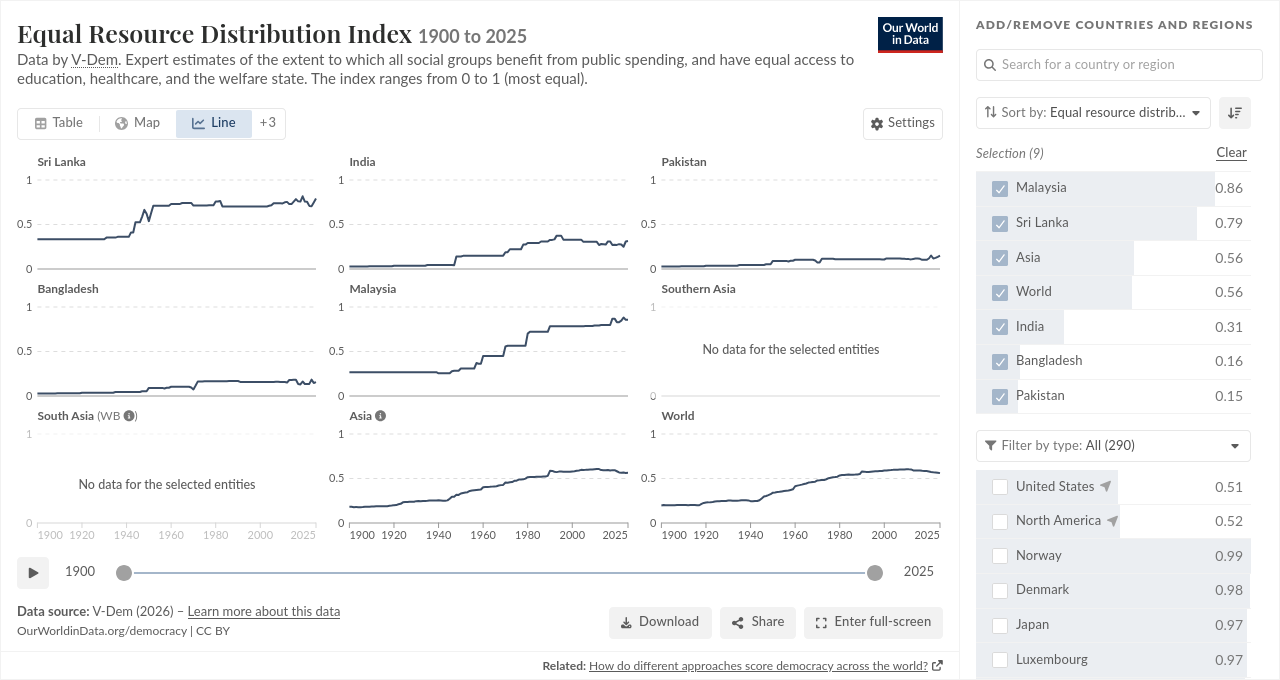 Equal Resource Distribution Index 1900 to 2025
Our World
in Data
Data by V-Dem. Expert estimates of the extent to which all social groups benefit from public spending, and have equal access to
education, healthcare, and the welfare state. The index ranges from 0 to 1 (most equal).
Table
Map
Line
+3
Settings
Sri Lanka
1
0.5
0
India
1
0.5
0
Pakistan
1
0.5
0
Bangladesh
1
0.5
0
Malaysia
1
0.5
0
Southern Asia
1
No data for the selected entities
0
South Asia (WB)
1
No data for the selected entities
0
1900 1920 1940 1960 1980 2000 2025
Asia
1
0.5
0
1900 1920 1940 1960 1980 2000 2025
World
1
0.5
0
1900 1920 1940 1960 1980 2000 2025
1900
2025
Data source: V-Dem (2026) – Learn more about this data
OurWorldinData.org/democracy | CC BY
Download
Share
Enter full-screen
Related: How do different approaches score democracy across the world?
ADD/REMOVE COUNTRIES AND REGIONS
Search for a country or region
Sort by: Equal resource distrib...
Selection (9)
Clear
Malaysia 0.86
Sri Lanka 0.79
Asia 0.56
World 0.56
India 0.31
Bangladesh 0.16
Pakistan 0.15
Filter by type: All (290)
United States 0.51
North America 0.52
Norway 0.99
Denmark 0.98
Japan 0.97
Luxembourg 0.97